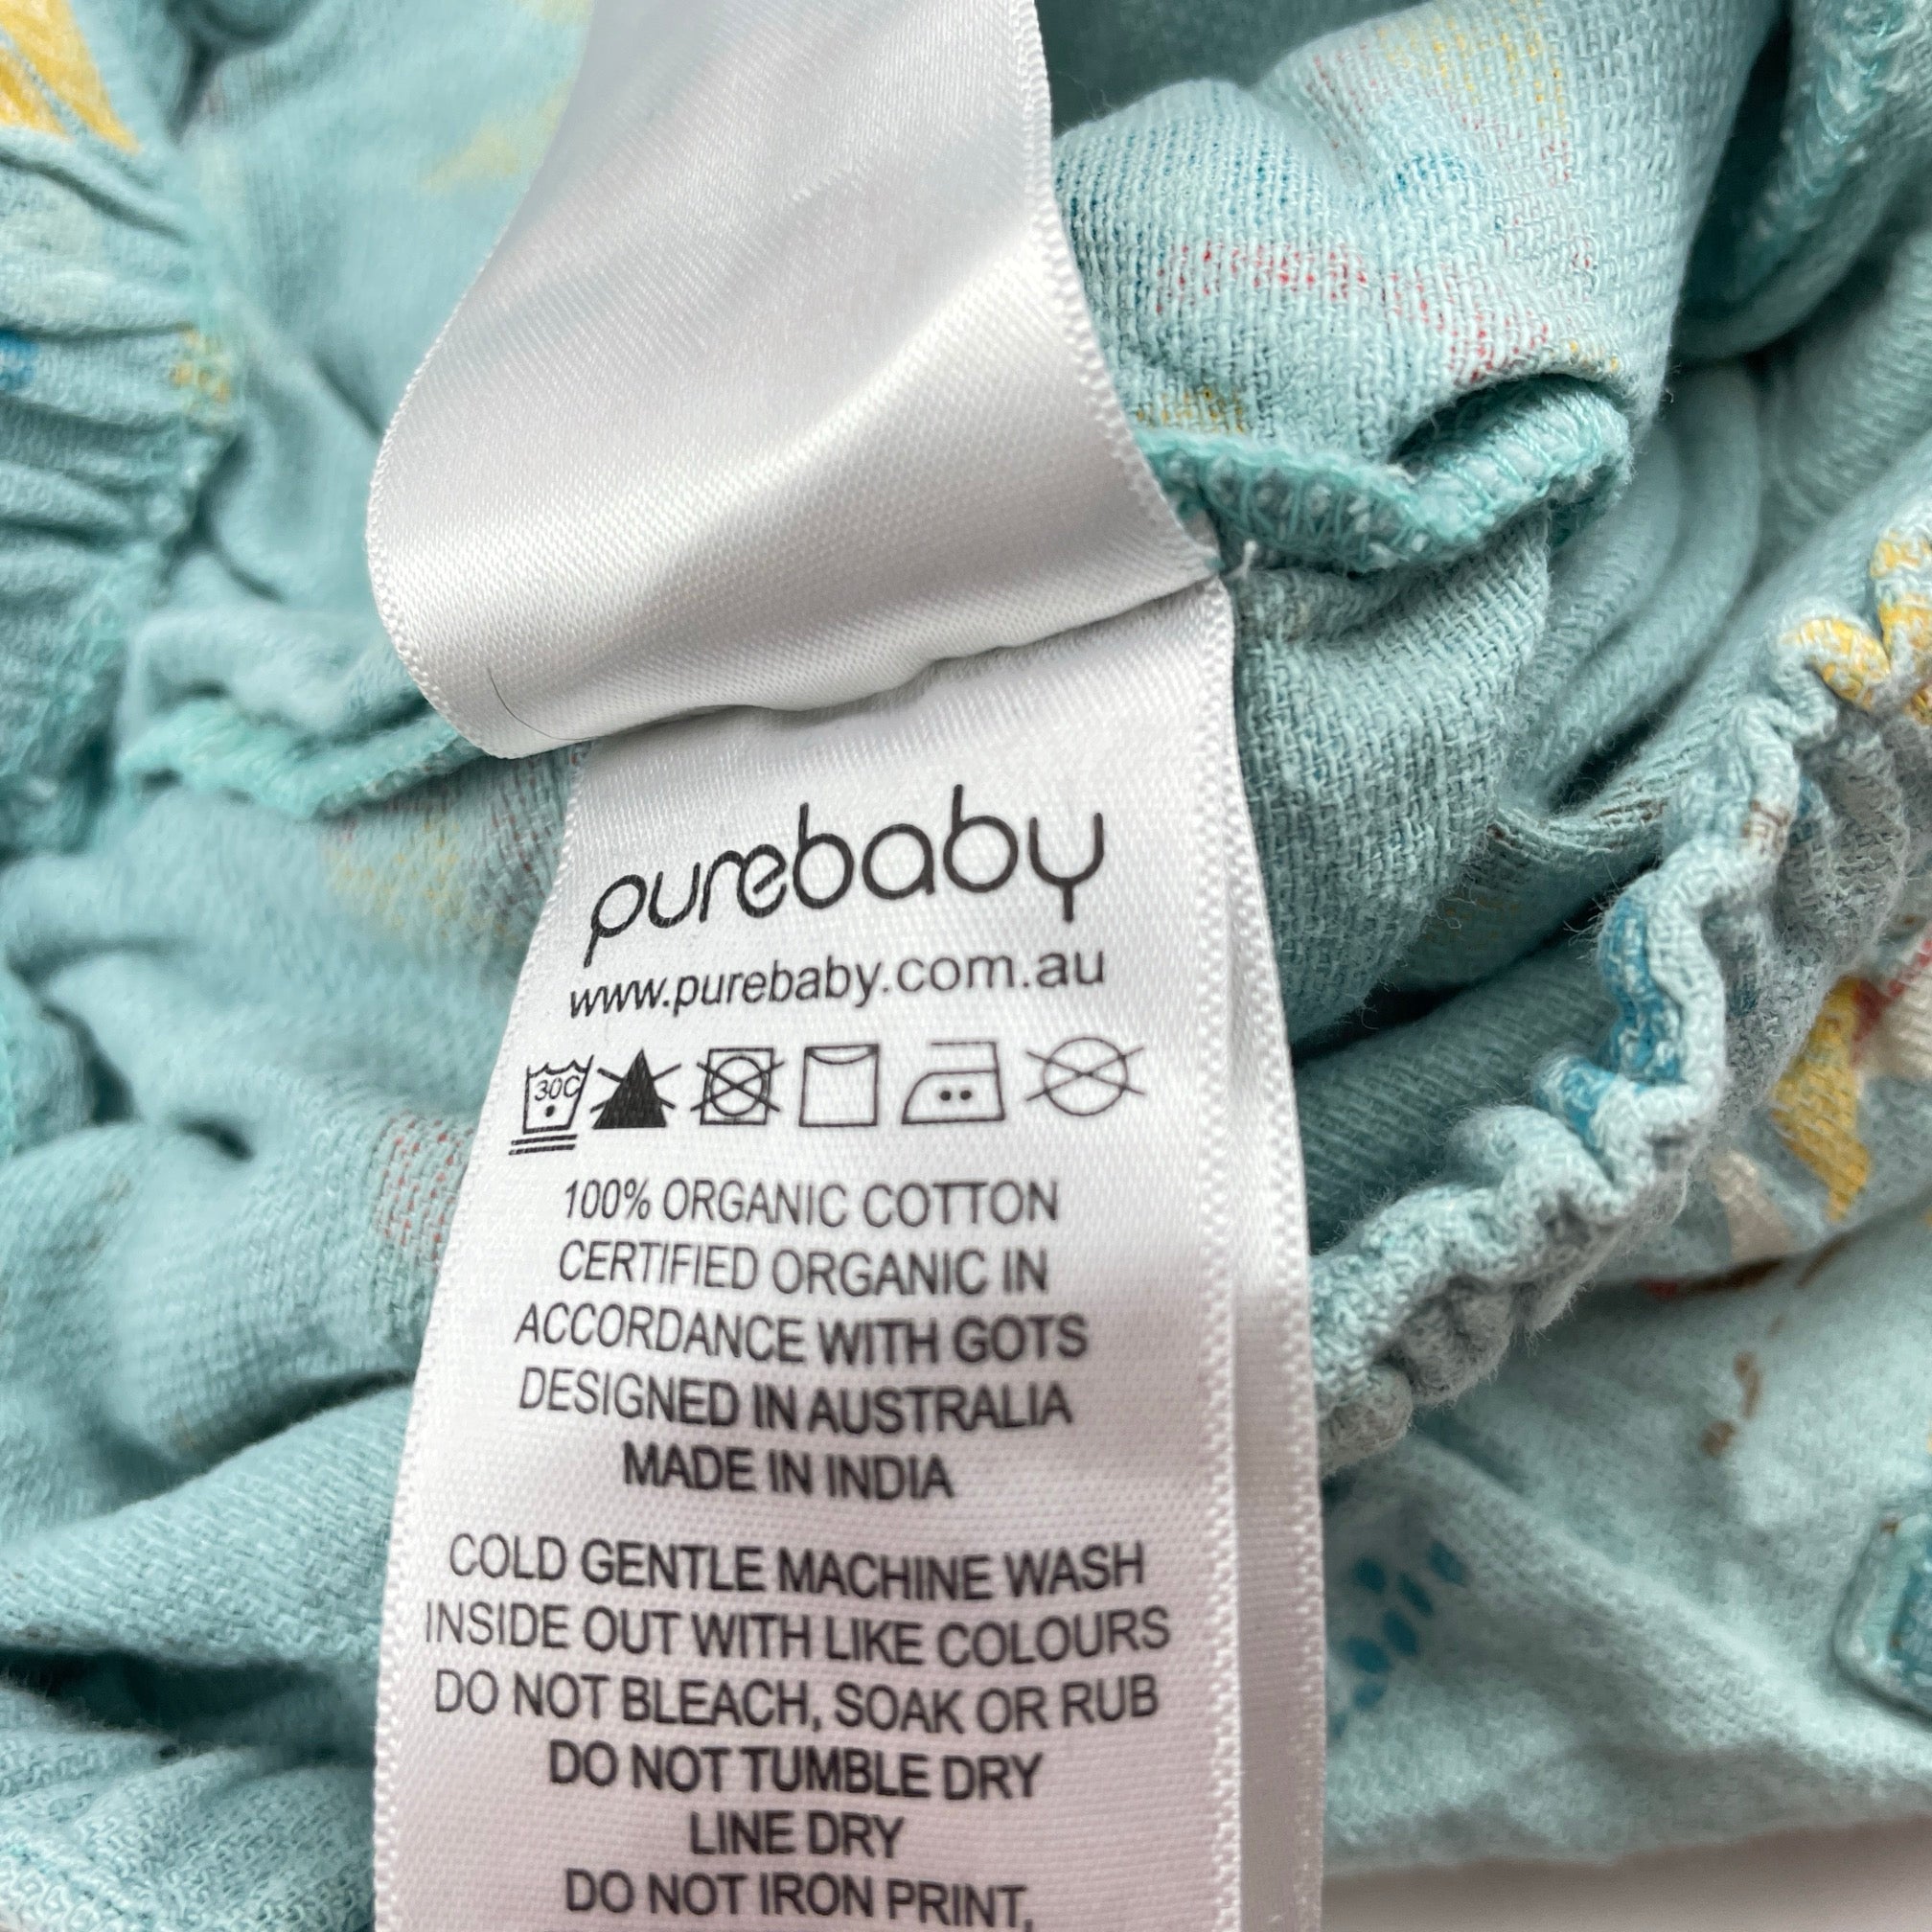 purebaby
www.purebaby.com.au
30C
100% ORGANIC COTTON
CERTIFIED ORGANIC IN
ACCORDANCE WITH GOTS
DESIGNED IN AUSTRALIA
MADE IN INDIA
COLD GENTLE MACHINE WASH
INSIDE OUT WITH LIKE COLOURS
DO NOT BLEACH, SOAK OR RUB
DO NOT TUMBLE DRY
LINE DRY
DO NOT IRON PRINT,